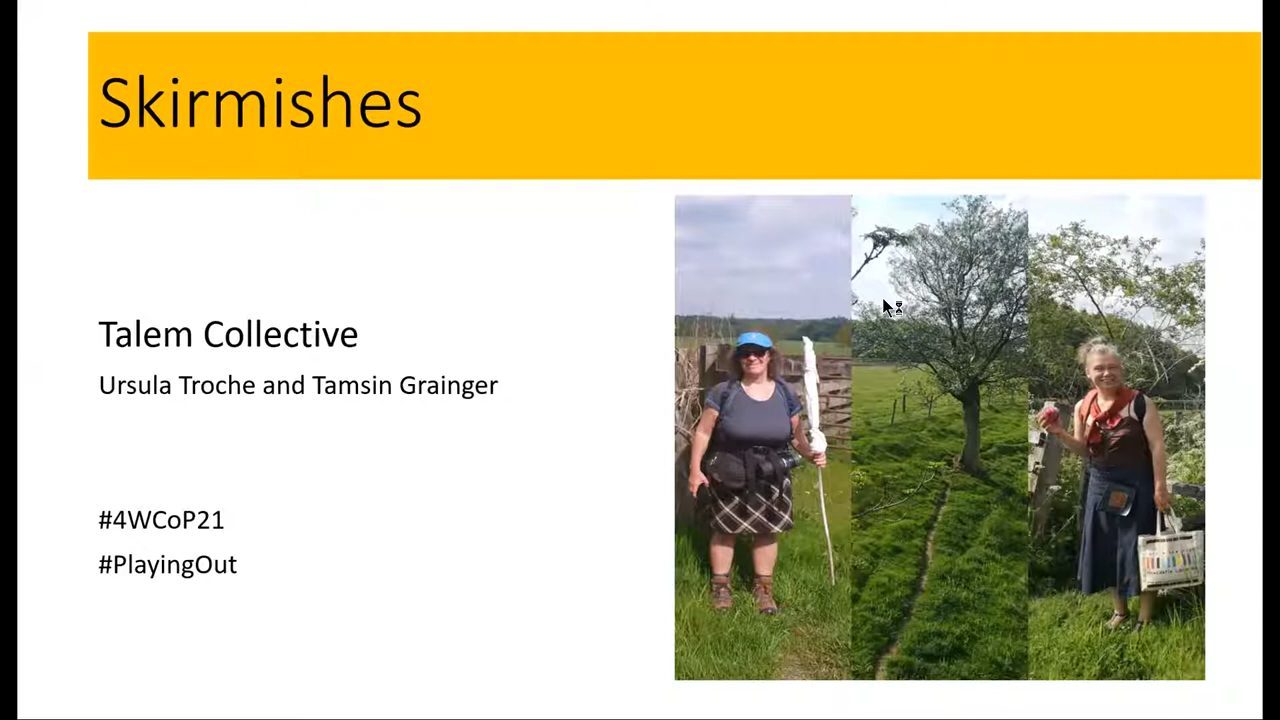 Skirmishes
Talem Collective
Ursula Troche and Tamsin Grainger
#4WCoP21
#PlayingOut